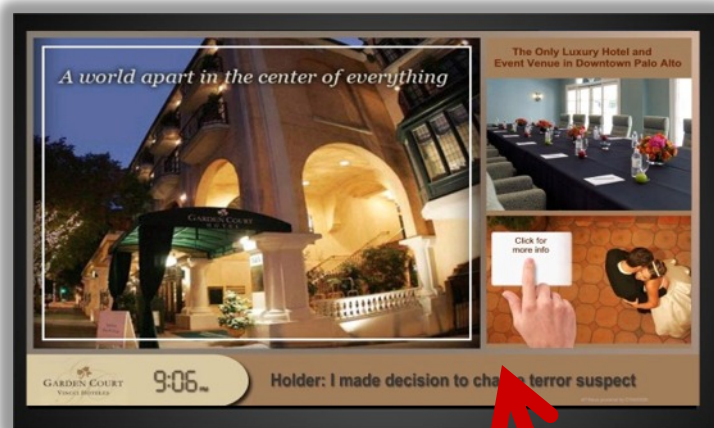 A world apart in the center of everything
GARDEN COURT
HOTEL
The Only Luxury Hotel and
Event Venue in Downtown Palo Alto
Click for
more info
GARDEN COURT
9:06
Holder: I made decision to terror suspect